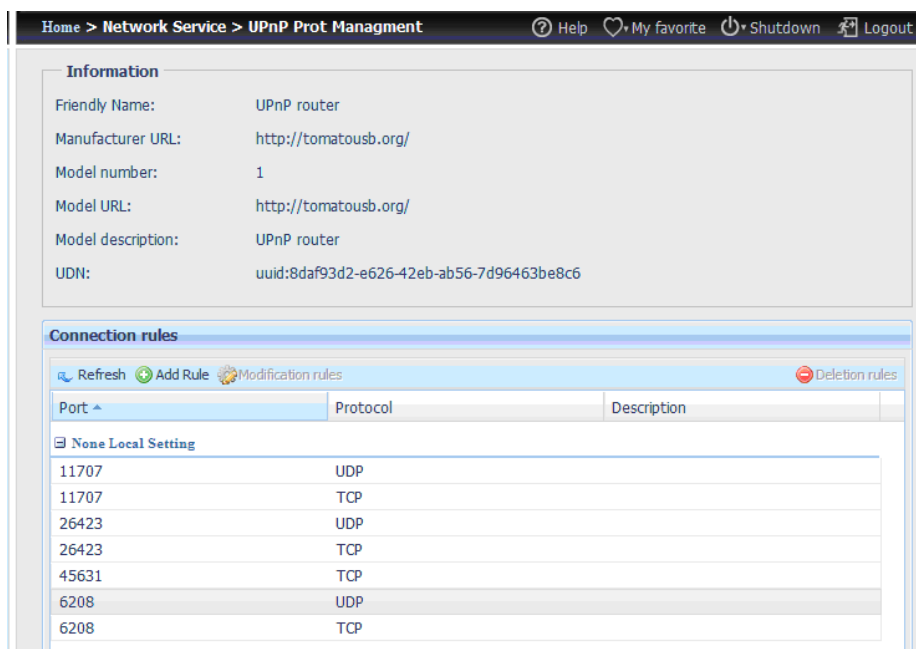 Home > Network Service > UPnP Prot Managment Help My favorite Shutdown Logout
Information
Friendly Name: UPnP router
Manufacturer URL: http://tomatousb.org/
Model number: 1
Model URL: http://tomatousb.org/
Model description: UPnP router
UDN: uuid:8daf93d2-e626-42eb-ab56-7d96463be8c6
Connection rules
Refresh Add Rule Modification rules Deletion rules
Port Protocol Description
None Local Setting
11707 UDP
11707 TCP
26423 UDP
26423 TCP
45631 TCP
6208 UDP
6208 TCP